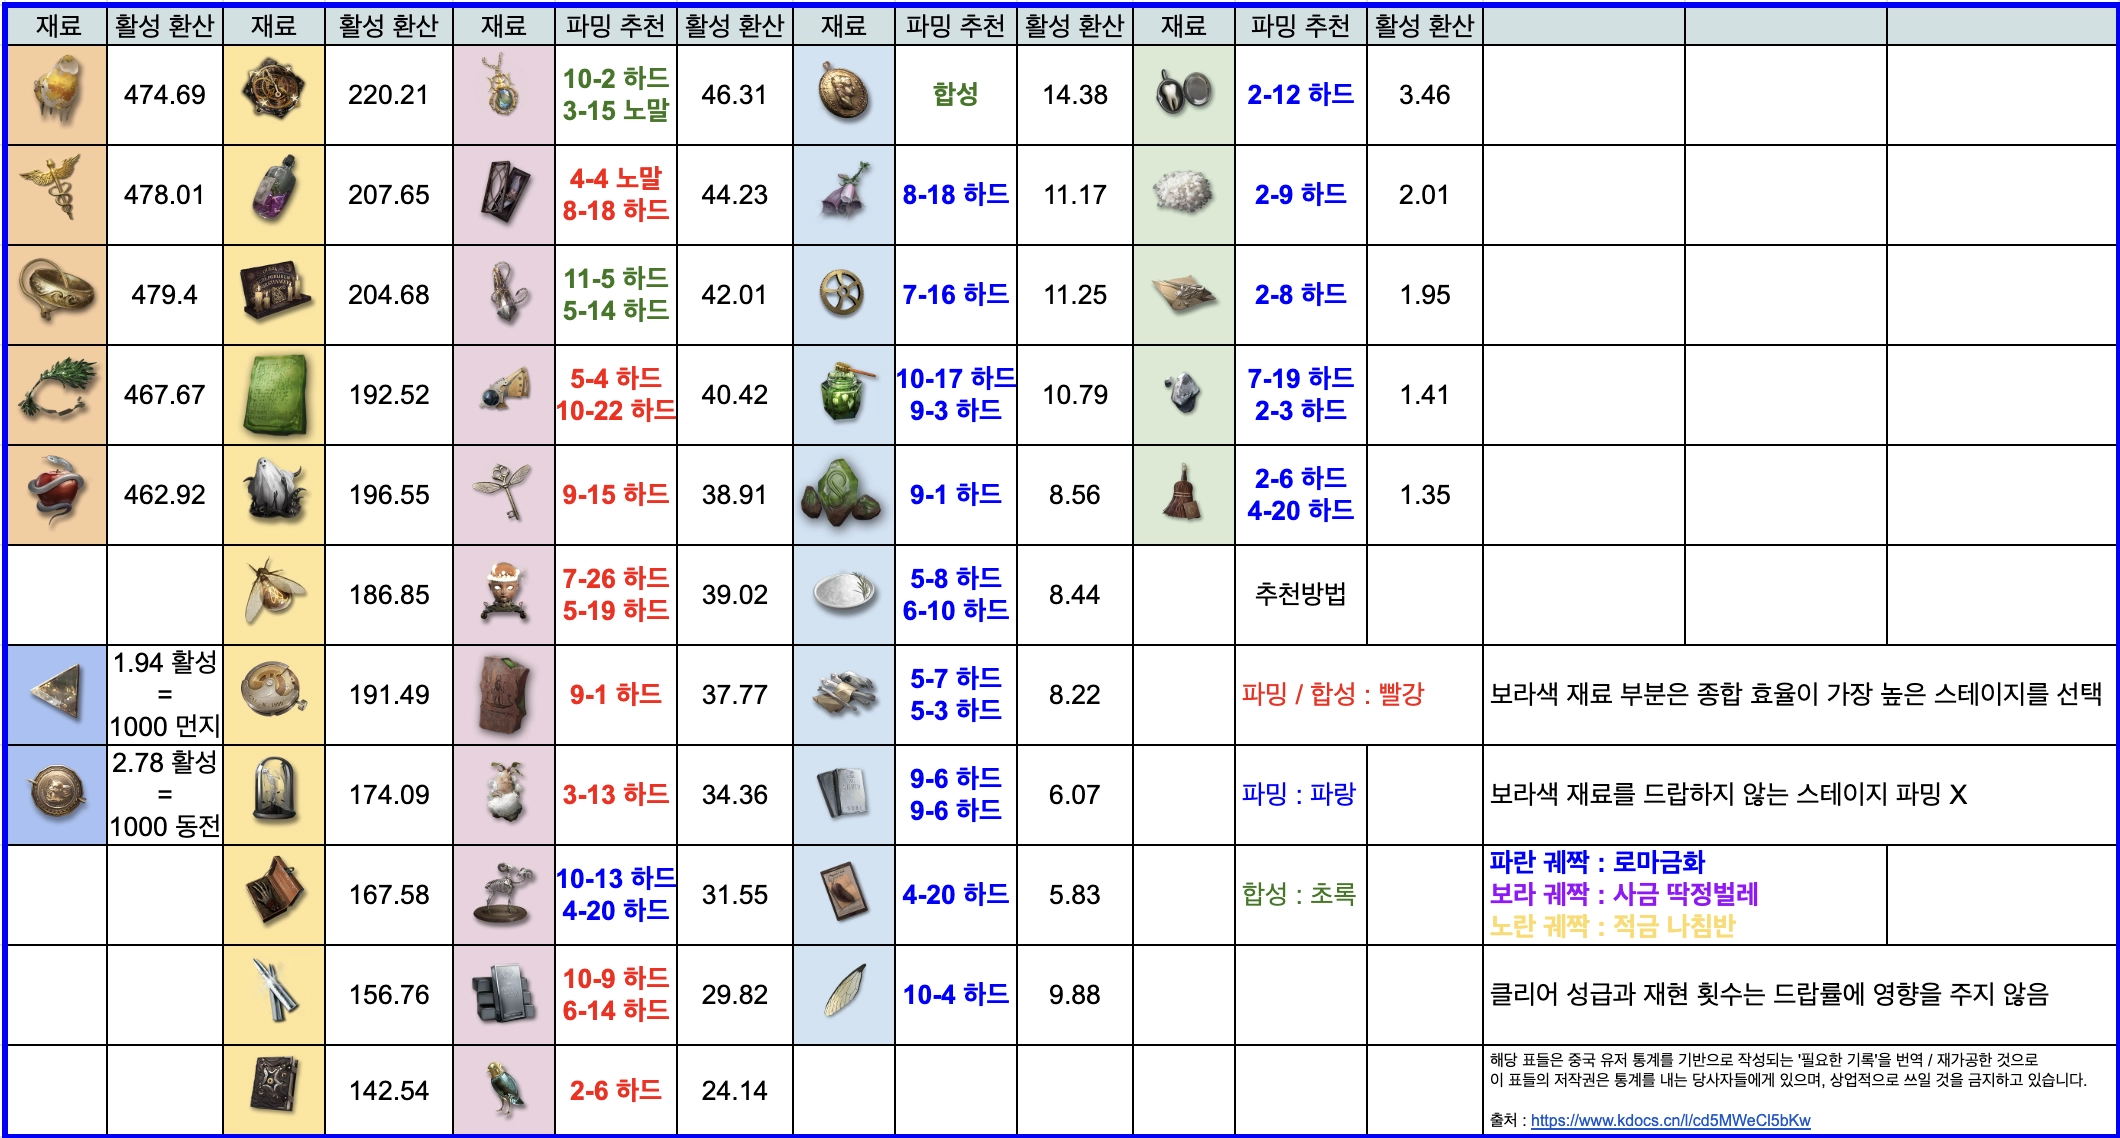 재료 활성 환산 재료 활성 환산 재료 파밍 추천 활성 환산 재료 파밍 추천 활성 환산 재료 파밍 추천 활성 환산
474.69 220.21 10-2 하드 46.31 합성 14.38 2-12 하드 3.46
3-15 노말
478.01 207.65 4-4 노말 44.23 8-18 하드 11.17 2-9 하드 2.01
8-18 하드
479.4 204.68 11-5 하드 42.01 7-16 하드 11.25 2-8 하드 1.95
5-14 하드
467.67 192.52 5-4 하드 40.42 10-17 하드 10.79 7-19 하드 1.41
10-22 하드 9-3 하드 2-3 하드
462.92 196.55 9-15 하드 38.91 9-1 하드 8.56 2-6 하드 1.35
4-20 하드
186.85 7-26 하드 39.02 5-8 하드 8.44 추천방법
5-19 하드 6-10 하드
1.94 활성 191.49 9-1 하드 37.77 5-7 하드 8.22 파밍 / 합성 : 빨강 보라색 재료 부분은 종합 효율이 가장 높은 스테이지를 선택
= 5-3 하드
1000 먼지
2.78 활성 174.09 3-13 하드 34.36 9-6 하드 6.07 파밍 : 파랑 보라색 재료를 드랍하지 않는 스테이지 파밍 X
= 9-6 하드
1000 동전
167.58 10-13 하드 31.55 4-20 하드 5.83 합성 : 초록 파란 궤짝 : 로마금화
4-20 하드 보라 궤짝 : 사금 딱정벌레
노란 궤짝 : 적금 나침반
156.76 10-9 하드 29.82 10-4 하드 9.88 클리어 성급과 재현 횟수는 드랍률에 영향을 주지 않음
6-14 하드
142.54 2-6 하드 24.14 해당 표들은 중국 유저 통계를 기반으로 작성되는 '필요한 기록'을 번역 / 재가공한 것으로
이 표들의 저작권은 통계를 내는 당사자들에게 있으며, 상업적으로 쓰일 것을 금지하고 있습니다.
출처 : https://www.kdocs.cn/l/cd5MWeCl5bKw